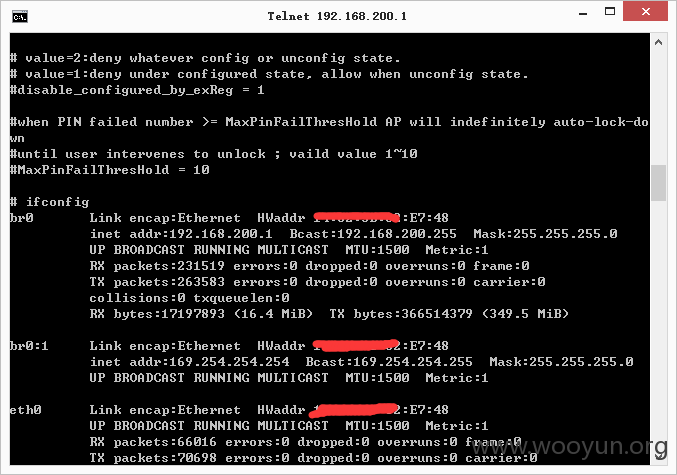 Telnet 192.168.200.1
# value=2:deny whatever config or unconfig state.
# value=1:deny under configured state, allow when unconfig state.
#disable_configured_by_exReg = 1
#when PIN failed number >= MaxPinFailThresHold AP will indefinitely auto-lock-do
wn
#until user intervenes to unlock ; vaild value 1~10
#MaxPinFailThresHold = 10
# ifconfig
br0 Link encap:Ethernet HWaddr :E7:48
inet addr:192.168.200.1 Bcast:192.168.200.255 Mask:255.255.255.0
UP BROADCAST RUNNING MULTICAST MTU:1500 Metric:1
RX packets:231519 errors:0 dropped:0 overruns:0 frame:0
TX packets:263583 errors:0 dropped:0 overruns:0 carrier:0
collisions:0 txqueuelen:0
RX bytes:17197893 (16.4 MiB) TX bytes:366514379 (349.5 MiB)
br0:1 Link encap:Ethernet HWaddr :E7:48
inet addr:169.254.254.254 Bcast:169.254.254.255 Mask:255.255.255.0
UP BROADCAST RUNNING MULTICAST MTU:1500 Metric:1
eth0 Link encap:Ethernet HWaddr :E7:48
UP BROADCAST RUNNING MULTICAST MTU:1500 Metric:1
RX packets:66016 errors:0 dropped:0 overruns:0 frame:0
TX packets:70698 errors:0 dropped:0 overruns:0 carrier:0
www.wooyun.org